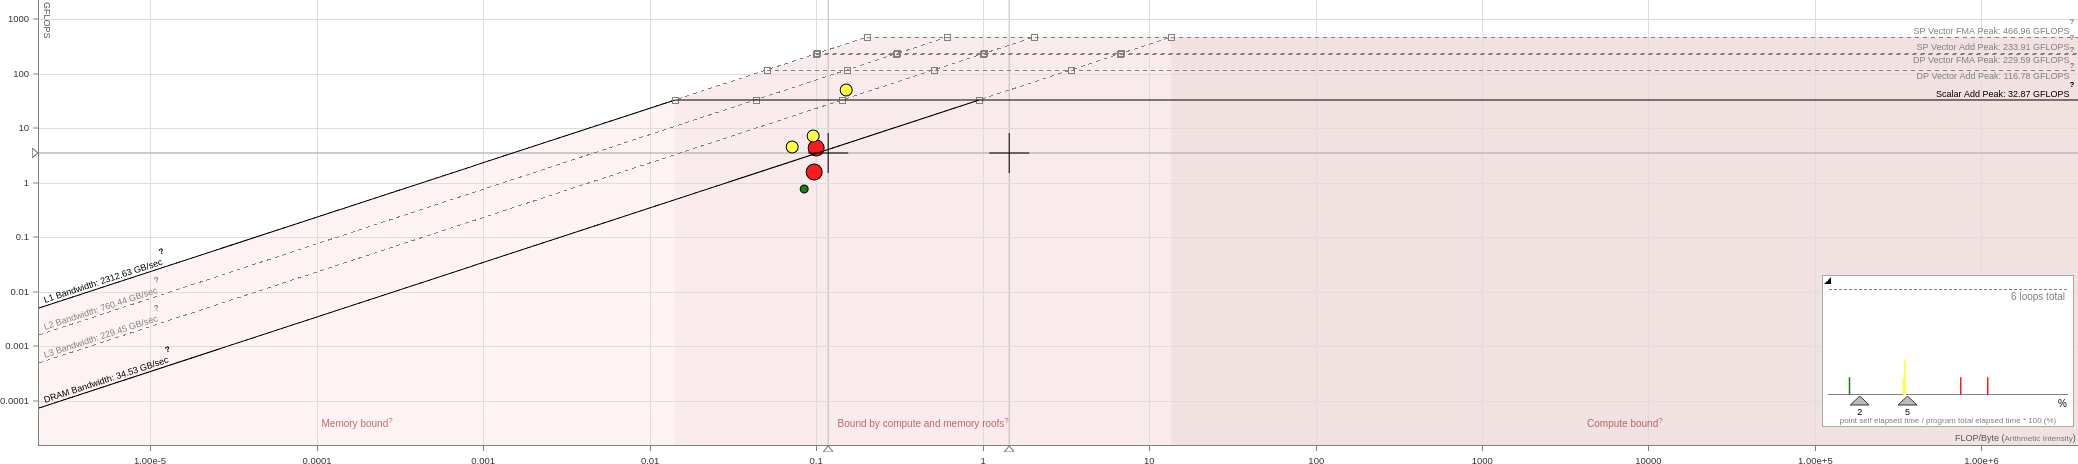 GFLOPS
1000
100
10
1
0.1
0.01
0.001
0.0001
?
SP Vector FMA Peak: 466.96 GFLOPS
?
SP Vector Add Peak: 233.91 GFLOPS
?
DP Vector FMA Peak: 229.59 GFLOPS
?
DP Vector Add Peak: 116.78 GFLOPS
?
Scalar Add Peak: 32.87 GFLOPS
?
L1 Bandwidth: 2312.63 GB/sec
?
L2 Bandwidth: 760.44 GB/sec
?
L3 Bandwidth: 229.45 GB/sec
?
DRAM Bandwidth: 34.53 GB/sec
6 loops total
2 5 %
point self elapsed time / program total elapsed time * 100 (%)
Memory bound? Bound by compute and memory roofs? Compute bound?
FLOP/Byte (Arithmetic Intensity)
1.00e-5 0.0001 0.001 0.01 0.1 1 10 100 1000 10000 1.00e+5 1.00e+6